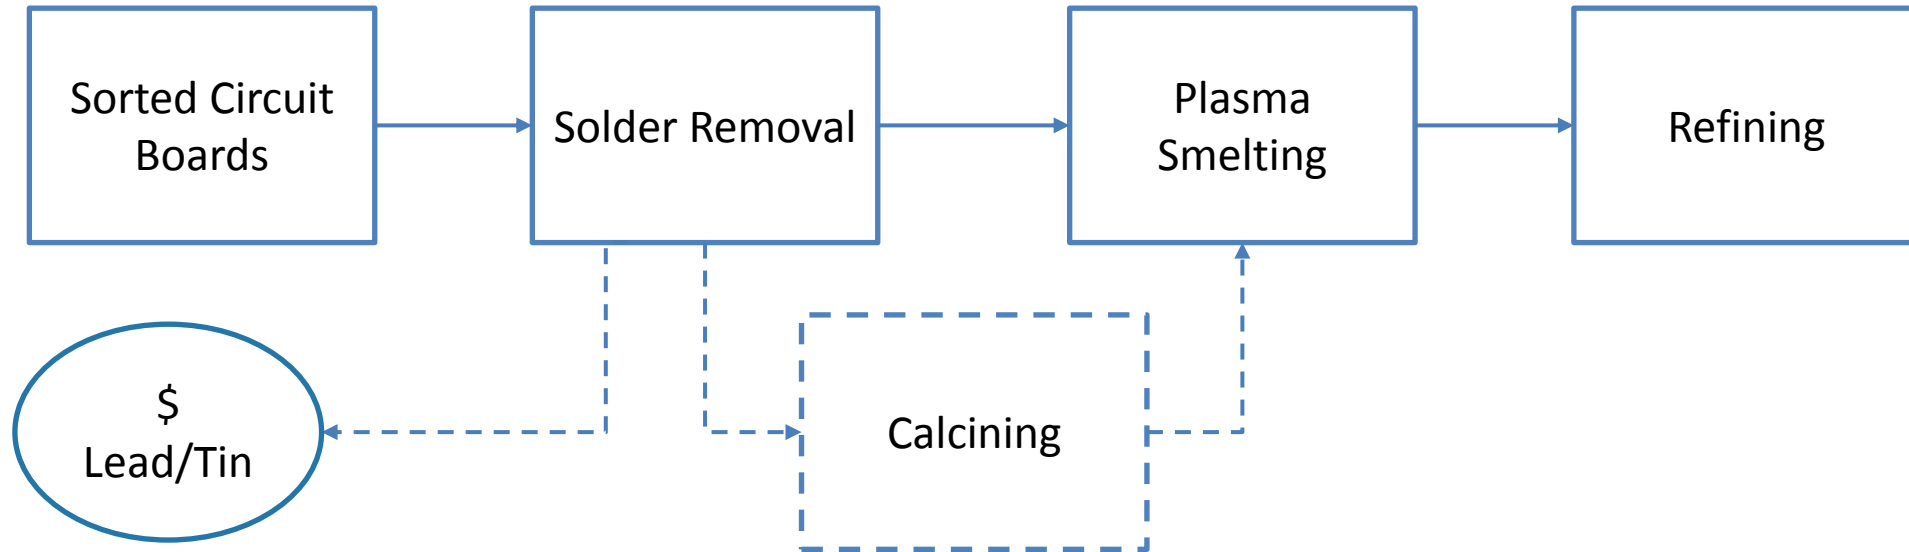 Sorted Circuit
Boards
Solder Removal
Plasma
Smelting
Refining
$
Lead/Tin
Calcining